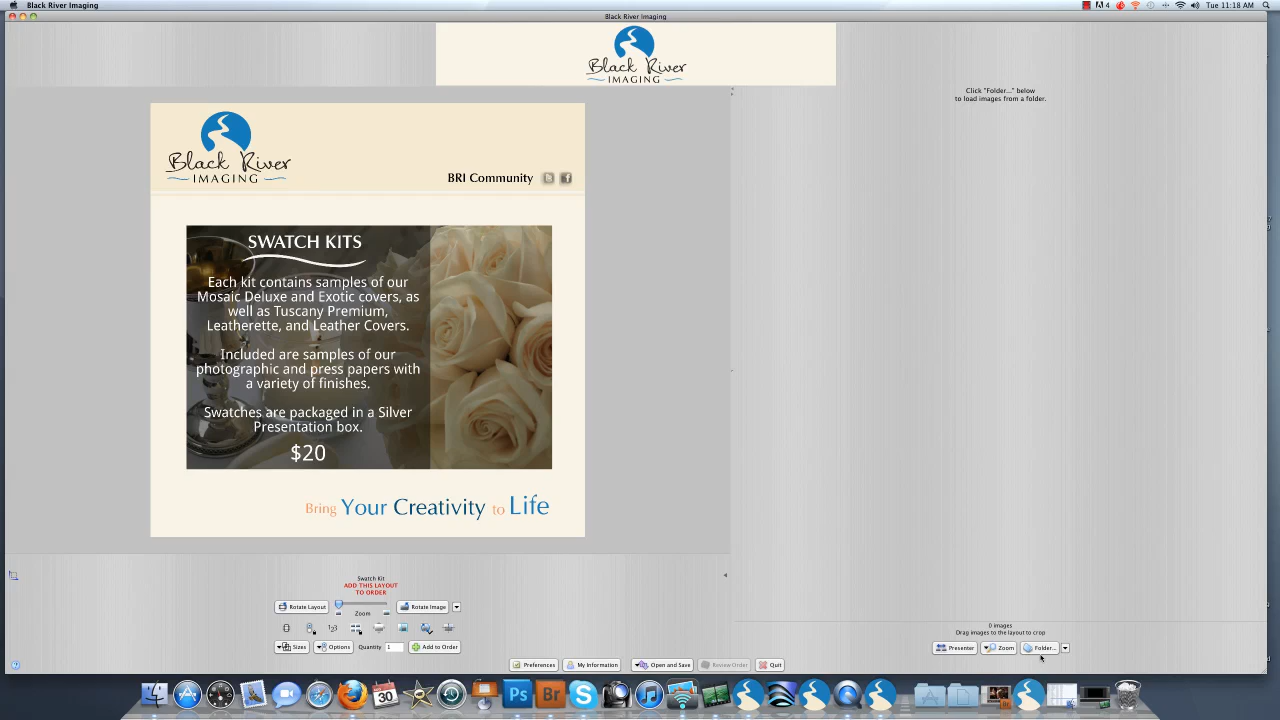 Black River Imaging
4
Tue 11:18 AM
Black River Imaging
Black River
IMAGING
Click "Folder..." below
to load images from a folder.
Black River
IMAGING
BRI Community
SWATCH KITS
Each kit contains samples of our
Mosaic Deluxe and Exotic covers, as
well as Tuscany Premium,
Leatherette, and Leather Covers.
Included are samples of our
photographic and press papers with
a variety of finishes.
Swatches are packaged in a Silver
Presentation box.
$20
Bring Your Creativity to Life
Swatch Kit
ADD THIS LAYOUT
TO ORDER
Rotate Layout
Zoom
Rotate Image
Sizes
Options
Quantity 1
Add to Order
0 images
Drag images to the layout to crop
Presenter
Zoom
Folder...
Preferences
My Information
Open and Save
Review Order
Quit
30
Ps
Br